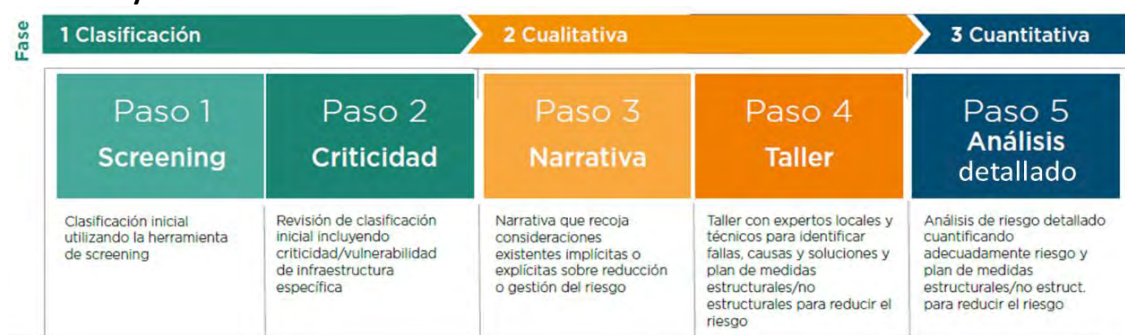 Fase
1 Clasificación
2 Cualitativa
3 Cuantitativa
Paso 1
Screening
Paso 2
Criticidad
Paso 3
Narrativa
Paso 4
Taller
Paso 5
Análisis
detallado
Clasificación inicial
utilizando la herramienta
de screening
Revisión de clasificación
inicial incluyendo
criticidad/vulnerabilidad
de infraestructura
específica
Narrativa que recoja
consideraciones
existentes implícitas o
explícitas sobre reducción
o gestión del riesgo
Taller con expertos locales y
técnicos para identificar
fallas, causas y soluciones y
plan de medidas
estructurales/no
estructurales para reducir el
riesgo
Análisis de riesgo detallado
cuantificando
adecuadamente riesgo y
plan de medidas
estructurales/no estruct.
para reducir el riesgo